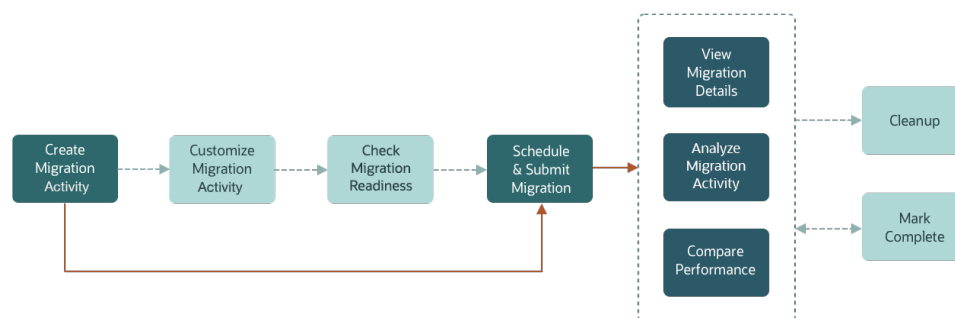 Create
Migration
Activity
Customize
Migration
Activity
Check
Migration
Readiness
Schedule
& Submit
Migration
View
Migration
Details
Analyze
Migration
Activity
Compare
Performance
Cleanup
Mark
Complete